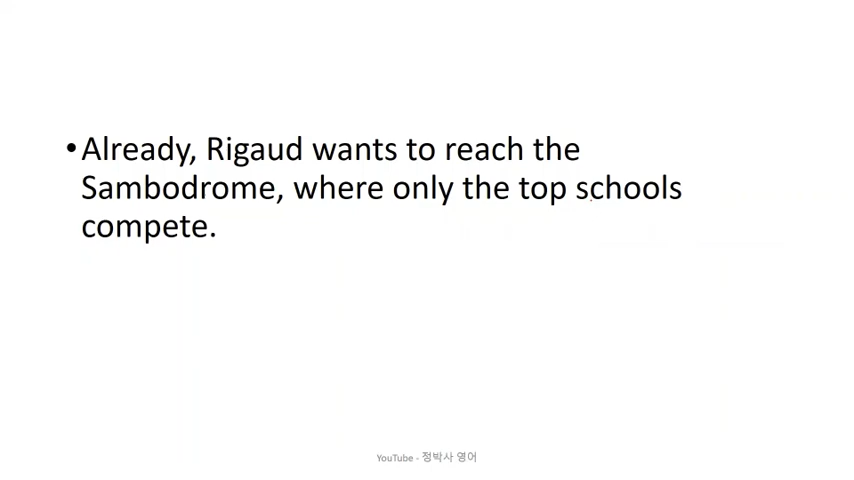 •Already, Rigaud wants to reach the
Sambodrome, where only the top schools
compete.
YouTube - 정박사 영어